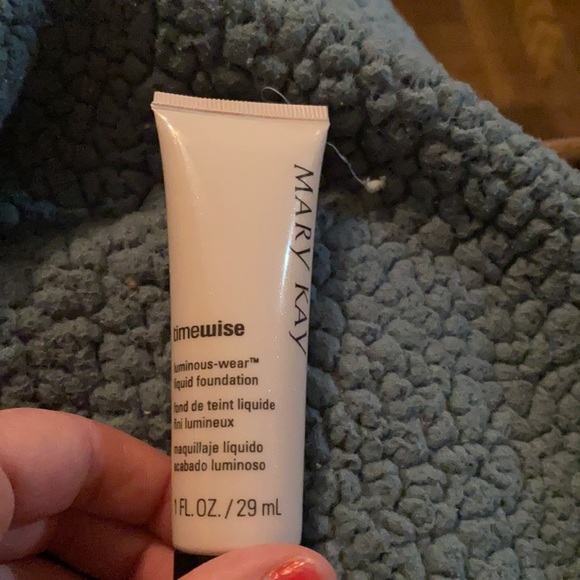 MARY KAY
timewise
luminous-wear™
liquid foundation
fond de teint liquide
fini lumineux
maquillaje líquido
acabado luminoso
1 FL. OZ. / 29 mL